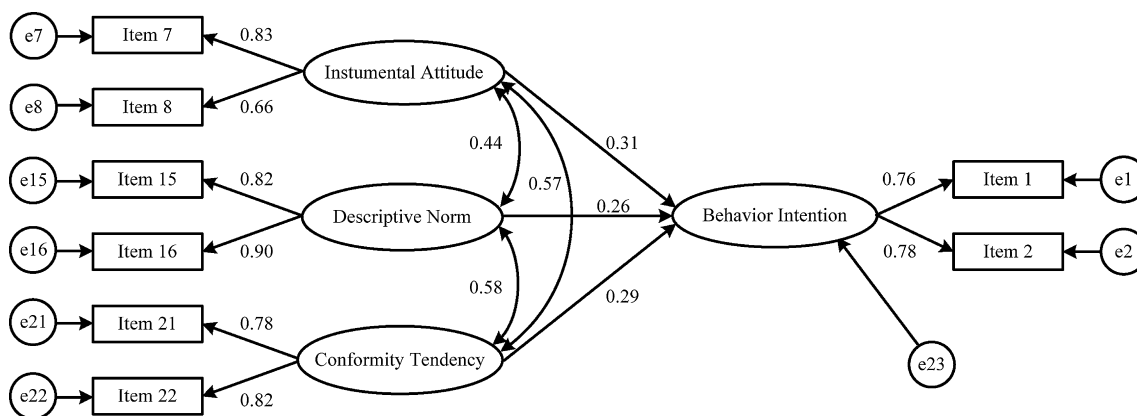 e7
Item 7
0.83
Instumental Attitude
e8
Item 8
0.66
0.44
0.31
e15
Item 15
0.82
0.57
Descriptive Norm
0.26
Behavior Intention
0.76
Item 1
e1
e16
Item 16
0.90
0.78
Item 2
e2
0.58
0.29
e21
Item 21
0.78
Conformity Tendency
e23
e22
Item 22
0.82